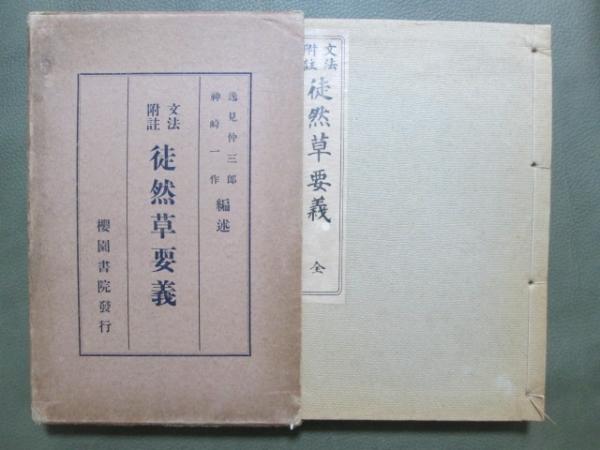 逸見仲三郎
神崎一作
編述
文法
附註
徒然草要義
櫻園書院發行
文法
附註
徒然草要義
全